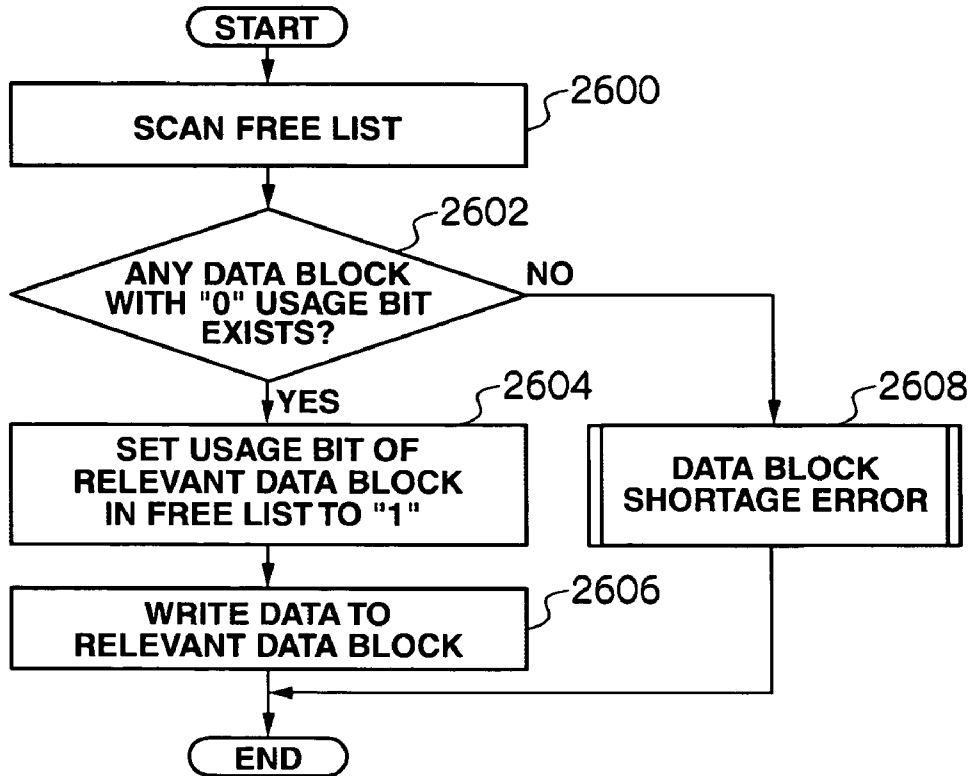 START
2600
SCAN FREE LIST
2602
ANY DATA BLOCK
WITH "0" USAGE BIT
EXISTS?
NO
YES
2604
SET USAGE BIT OF
RELEVANT DATA BLOCK
IN FREE LIST TO "1"
2608
DATA BLOCK
SHORTAGE ERROR
2606
WRITE DATA TO
RELEVANT DATA BLOCK
END